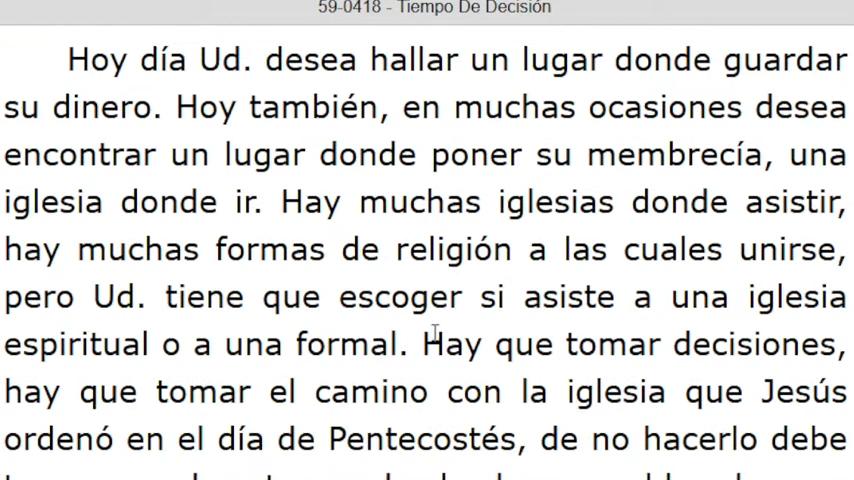 59-0418 - Tiempo De Decisión
Hoy día Ud. desea hallar un lugar donde guardar
su dinero. Hoy también, en muchas ocasiones desea
encontrar un lugar donde poner su membrecía, una
iglesia donde ir. Hay muchas iglesias donde asistir,
hay muchas formas de religión a las cuales unirse,
pero Ud. tiene que escoger si asiste a una iglesia
espiritual o a una formal. Hay que tomar decisiones,
hay que tomar el camino con la iglesia que Jesús
ordenó en el día de Pentecostés, de no hacerlo debe